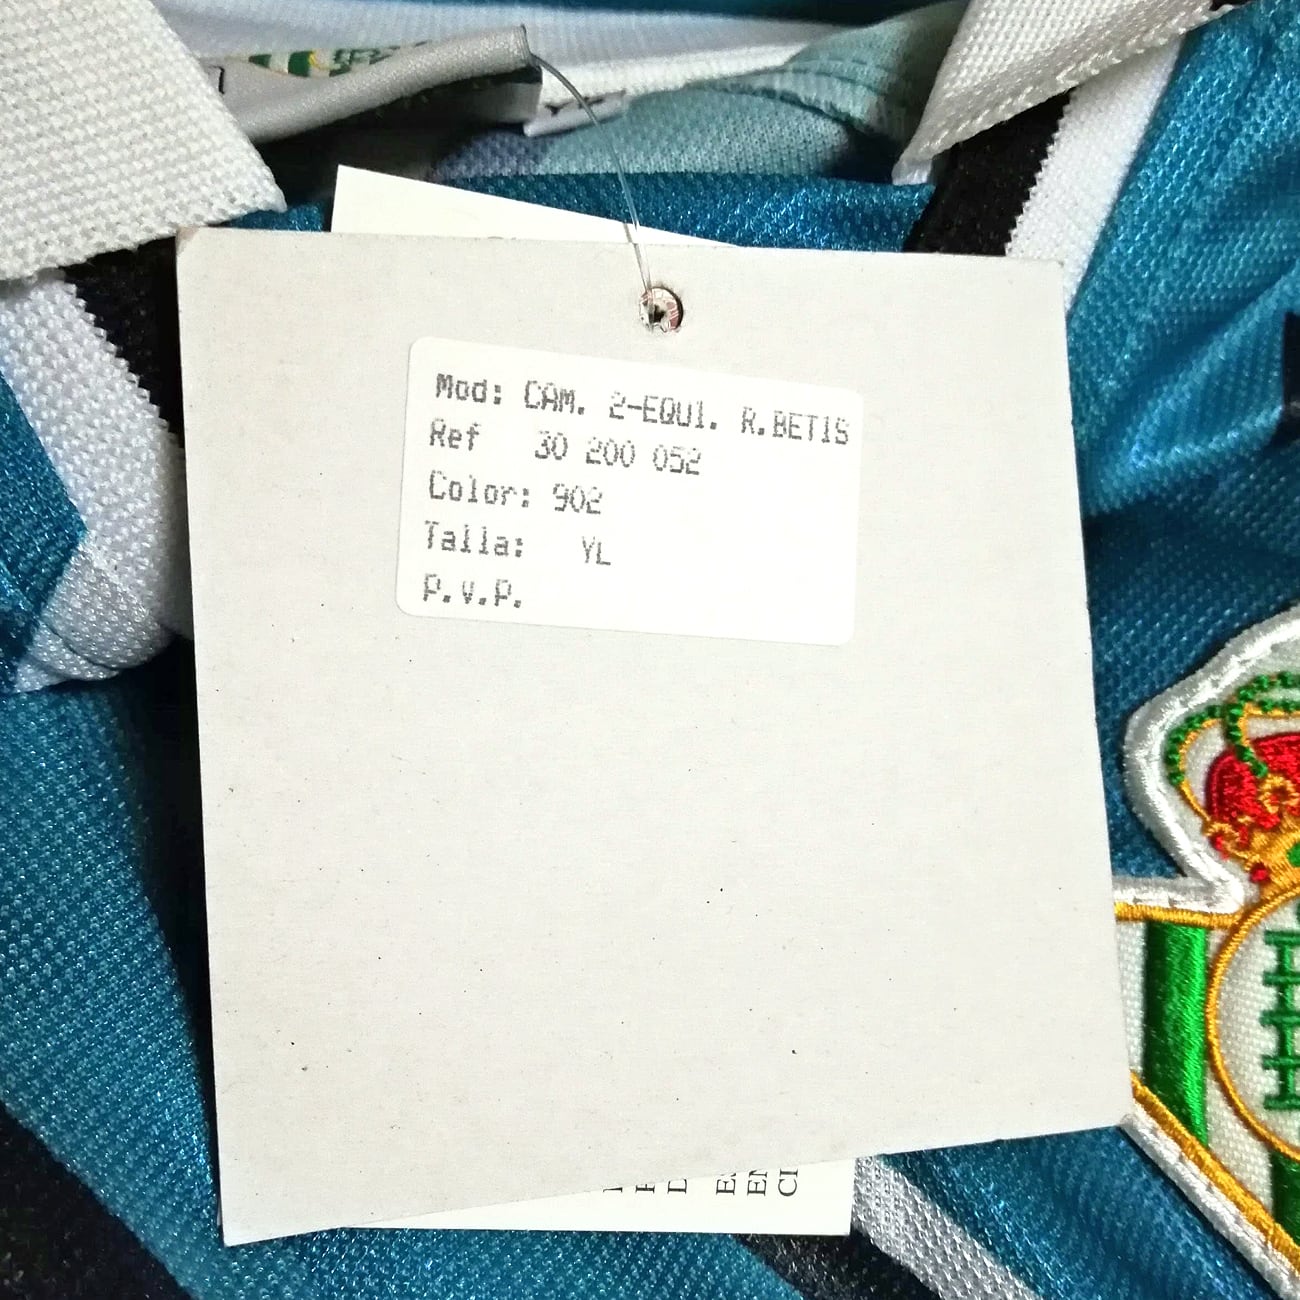 Mod: CAM. 2-EQUI. R.BETIS
Ref 30 200 052
Color: 902
Talla: YL
P.V.P.